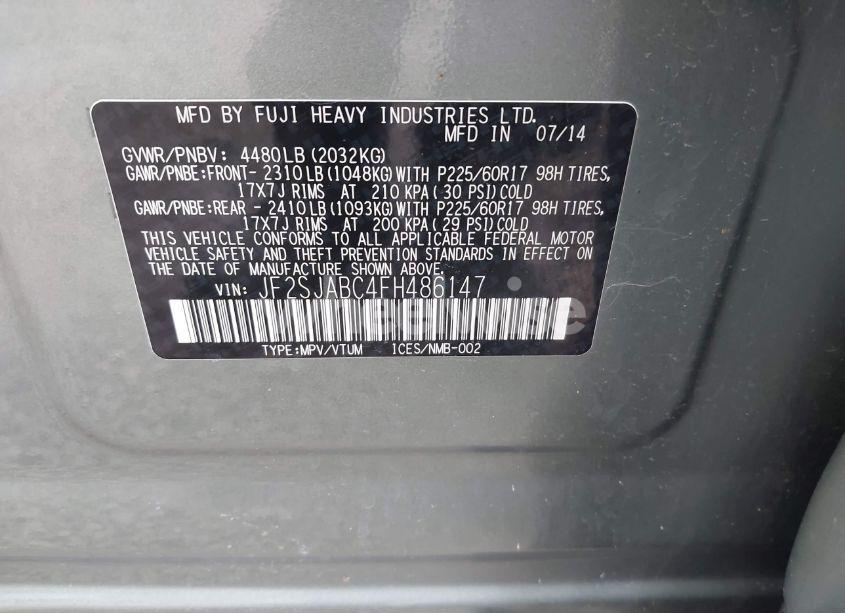 MFD BY FUJI HEAVY INDUSTRIES LTD.
MFD IN 07/14
GVWR/PNBV: 4480LB (2032KG)
GAWR/PNBE:FRONT- 2310LB (1048KG) WITH P225/60R17 98H TIRES,
17X7J RIMS AT 210 KPA ( 30 PSI) COLD
GAWR/PNBE:REAR - 2410LB (1093KG) WITH P225/60R17 98H TIRES,
17X7J RIMS AT 200 KPA ( 29 PSI) COLD
THIS VEHICLE CONFORMS TO ALL APPLICABLE FEDERAL MOTOR
VEHICLE SAFETY AND THEFT PREVENTION STANDARDS IN EFFECT ON
THE DATE OF MANUFACTURE SHOWN ABOVE.
VIN: JF2SJABC4FH486147
TYPE:MPV/VTUM ICES/NMB-002